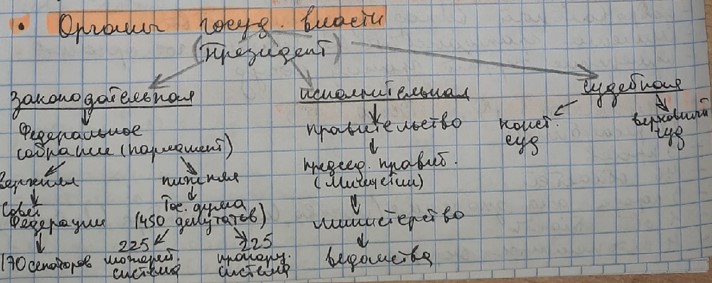 • Органы госуд. власти
(Президент)
законодательная
Федеральное
собрание (парламент)
верхняя
нижняя
Совет
Федерации
Гос. дума
(450 депутатов)
170 сенаторов
225
мажорит.
система
225
пропорц.
система
исполнительная
правительство
председ. правит.
(Мишустин)
министерство
ведомства
судебная
конст.
суд
верховный
суд